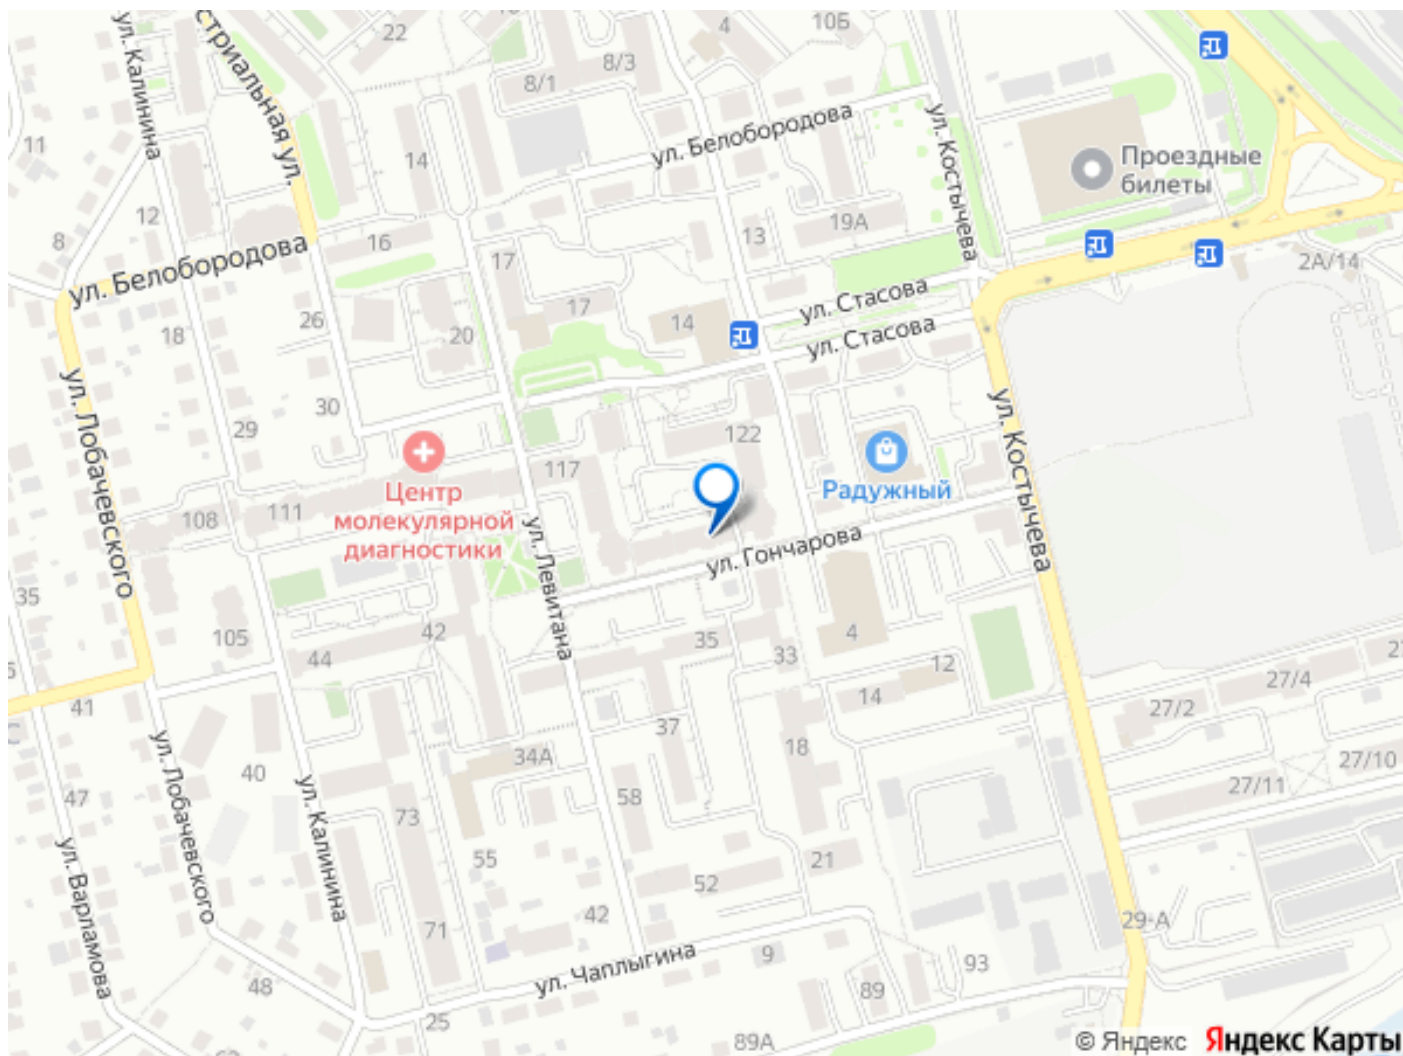 ул. Калинина
стриальная ул.
22
4
10Б
8/3
8/1
11
14
ул. Белобородова
ул. Костычева
Проездные
билеты
12
8
16
19А
13
ул. Белобородова
17
2А/14
ул. Стасова
17
26
14
18
20
ул. Стасова
ул. Лобачевского
30
29
ул. Костычева
122
117
Радужный
Центр
молекулярной
диагностики
111
108
ул. Левитана
ул. Гончарова
35
105
42
35
4
44
33
12
14
27/4
27
27/2
41
37
18
34А
ул. Лобачевского
40
ул. Калинина
58
27/10
27/11
47
73
ул. Варламова
55
21
52
42
71
29-А
ул. Чаплыгина
9
93
48
89
25
89А
© Яндекс Яндекс Карты